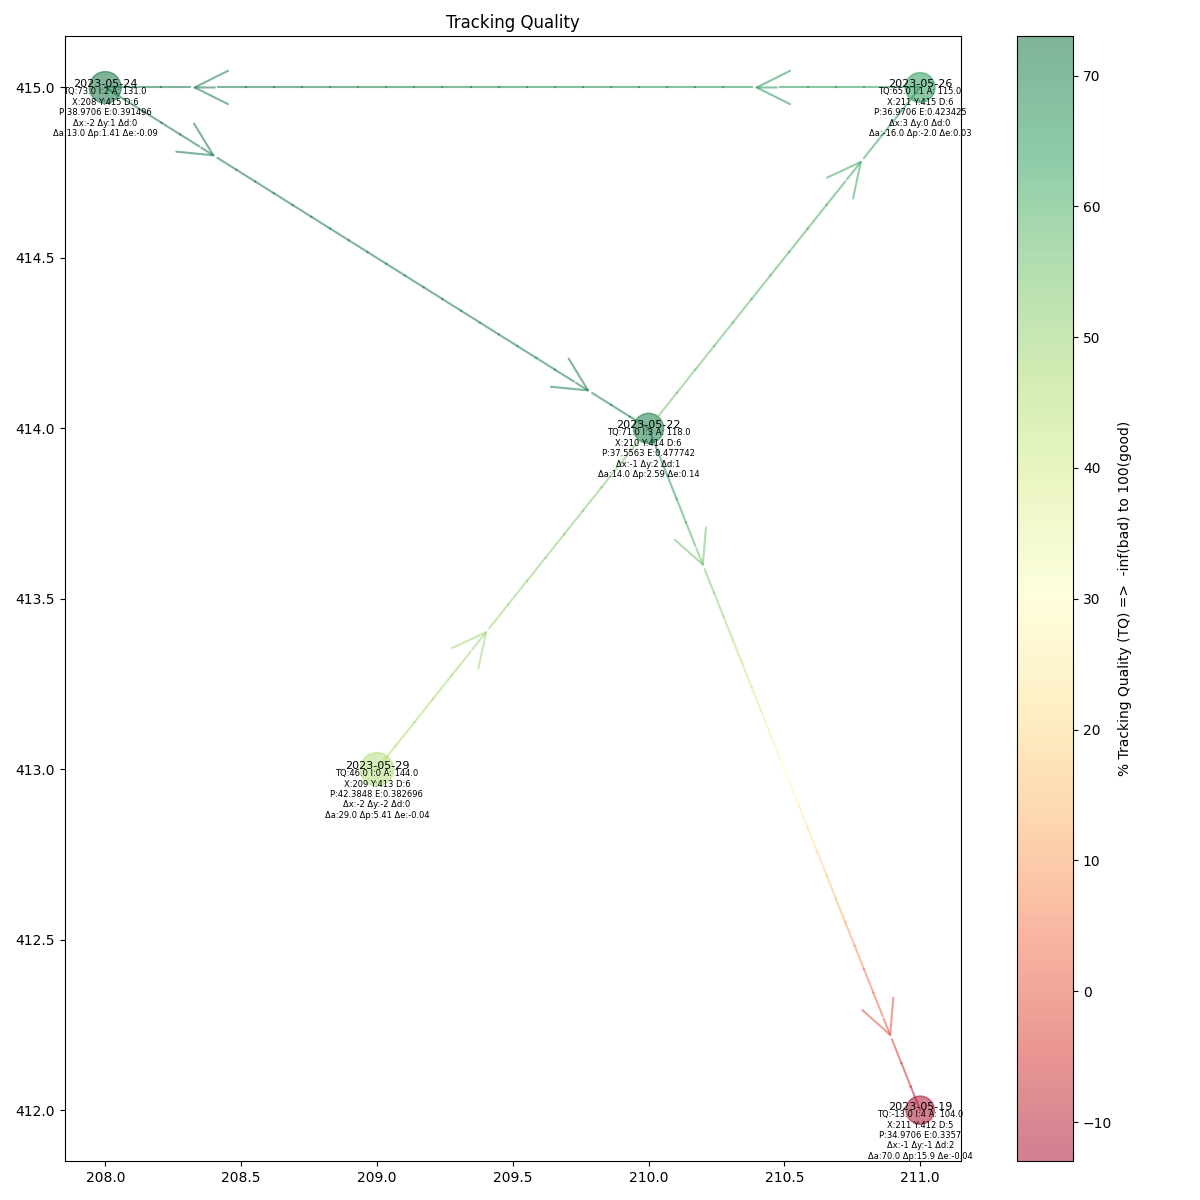 Tracking Quality
415.0
414.5
414.0
413.5
413.0
412.5
412.0
2023-05-24
TQ:73.0 I:2 A: 131.0
X:208 Y:415 D:6
P:38.9706 E:0.391496
Δx:-2 Δy:1 Δd:0
Δa:13.0 Δp:1.41 Δe:-0.09
2023-05-26
TQ:65.0 I:1 A: 115.0
X:211 Y:415 D:6
P:36.9706 E:0.423425
Δx:3 Δy:0 Δd:0
Δa:-16.0 Δp:-2.0 Δe:0.03
2023-05-22
TQ:71.0 I:3 A: 118.0
X:210 Y:414 D:6
P:37.5563 E:0.477742
Δx:-1 Δy:2 Δd:1
Δa:14.0 Δp:2.59 Δe:0.14
2023-05-29
TQ:46.0 I:0 A: 144.0
X:209 Y:413 D:6
P:42.3848 E:0.382696
Δx:-2 Δy:-2 Δd:0
Δa:29.0 Δp:5.41 Δe:-0.04
2023-05-19
TQ:-13.0 I:4 A: 104.0
X:211 Y:412 D:5
P:34.9706 E:0.3357
Δx:-1 Δy:-1 Δd:2
Δa:70.0 Δp:15.9 Δe:-0.04
208.0
208.5
209.0
209.5
210.0
210.5
211.0
70
60
50
40
30
20
10
0
−10
% Tracking Quality (TQ) => -inf(bad) to 100(good)